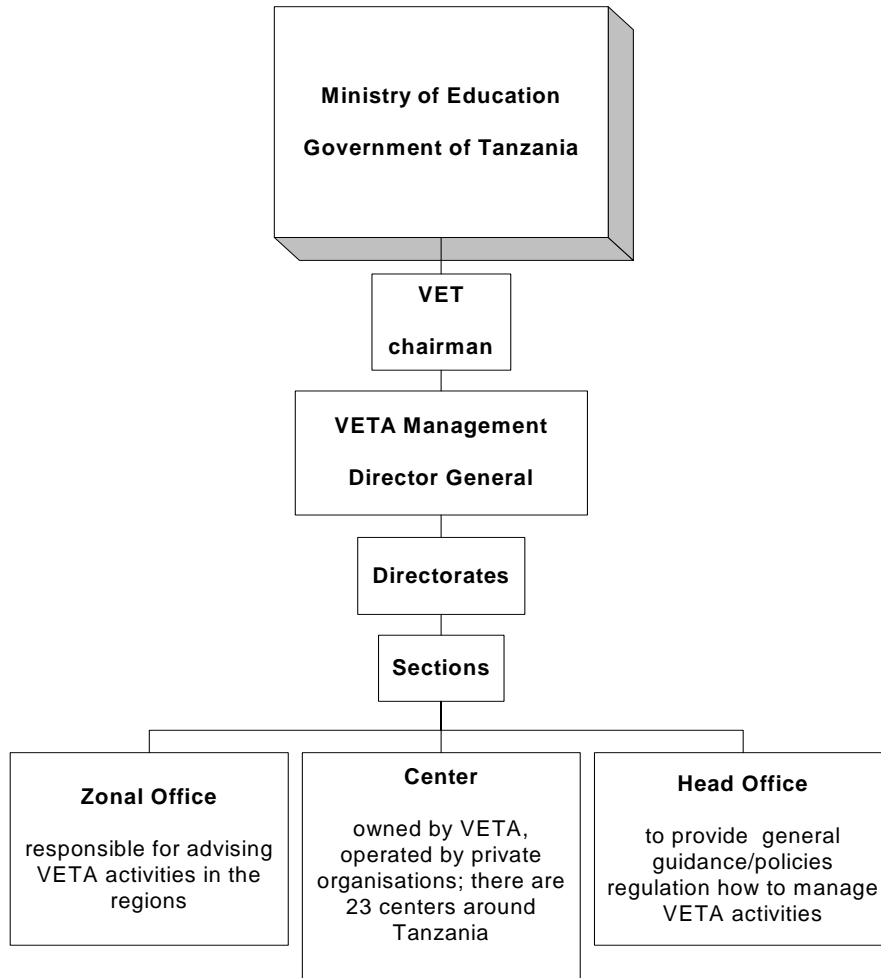 Ministry of Education
Government of Tanzania
VET
chairman
VETA Management
Director General
Directorates
Sections
Zonal Office
responsible for advising
VETA activities in the
regions
Center
owned by VETA,
operated by private
organisations; there are
23 centers around
Tanzania
Head Office
to provide general
guidance/policies
regulation how to manage
VETA activities